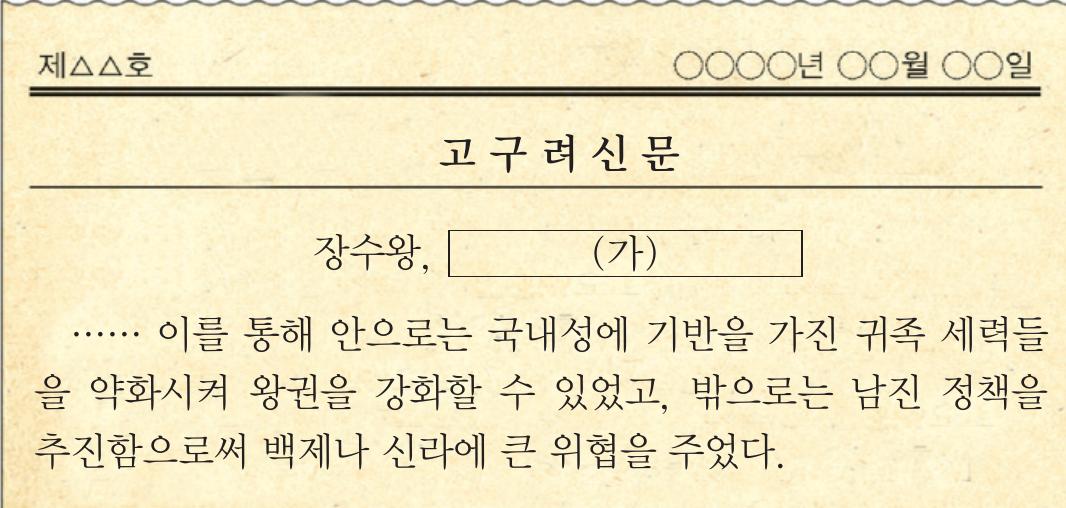 제△△호 ○○○○년 ○○월 ○○일
고구려신문
장수왕, (가)
…… 이를 통해 안으로는 국내성에 기반을 가진 귀족 세력들
을 약화시켜 왕권을 강화할 수 있었고, 밖으로는 남진 정책을
추진함으로써 백제나 신라에 큰 위협을 주었다.